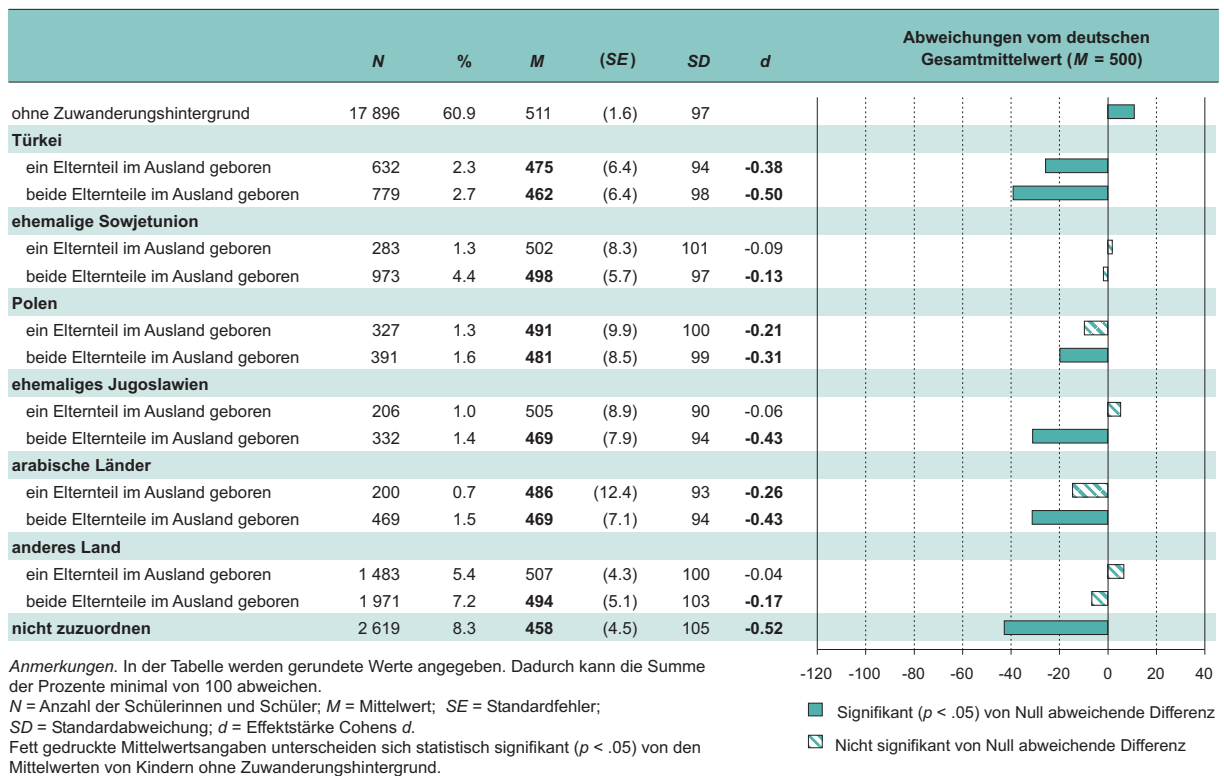 Abweichungen vom deutschen
N % M (SE) SD d Gesamtmittelwert (M = 500)
ohne Zuwanderungshintergrund 17 896 60.9 511 (1.6) 97
Türkei
ein Elternteil im Ausland geboren 632 2.3 475 (6.4) 94 -0.38
beide Elternteile im Ausland geboren 779 2.7 462 (6.4) 98 -0.50
ehemalige Sowjetunion
ein Elternteil im Ausland geboren 283 1.3 502 (8.3) 101 -0.09
beide Elternteile im Ausland geboren 973 4.4 498 (5.7) 97 -0.13
Polen
ein Elternteil im Ausland geboren 327 1.3 491 (9.9) 100 -0.21
beide Elternteile im Ausland geboren 391 1.6 481 (8.5) 99 -0.31
ehemaliges Jugoslawien
ein Elternteil im Ausland geboren 206 1.0 505 (8.9) 90 -0.06
beide Elternteile im Ausland geboren 332 1.4 469 (7.9) 94 -0.43
arabische Länder
ein Elternteil im Ausland geboren 200 0.7 486 (12.4) 93 -0.26
beide Elternteile im Ausland geboren 469 1.5 469 (7.1) 94 -0.43
anderes Land
ein Elternteil im Ausland geboren 1 483 5.4 507 (4.3) 100 -0.04
beide Elternteile im Ausland geboren 1 971 7.2 494 (5.1) 103 -0.17
nicht zuzuordnen 2 619 8.3 458 (4.5) 105 -0.52
-120 -100 -80 -60 -40 -20 0 20 40
Anmerkungen. In der Tabelle werden gerundete Werte angegeben. Dadurch kann die Summe
der Prozente minimal von 100 abweichen.
N = Anzahl der Schülerinnen und Schüler; M = Mittelwert; SE = Standardfehler;
SD = Standardabweichung; d = Effektstärke Cohens d.
Fett gedruckte Mittelwertsangaben unterscheiden sich statistisch signifikant (p < .05) von den
Mittelwerten von Kindern ohne Zuwanderungshintergrund.
Signifikant (p < .05) von Null abweichende Differenz
Nicht signifikant von Null abweichende Differenz